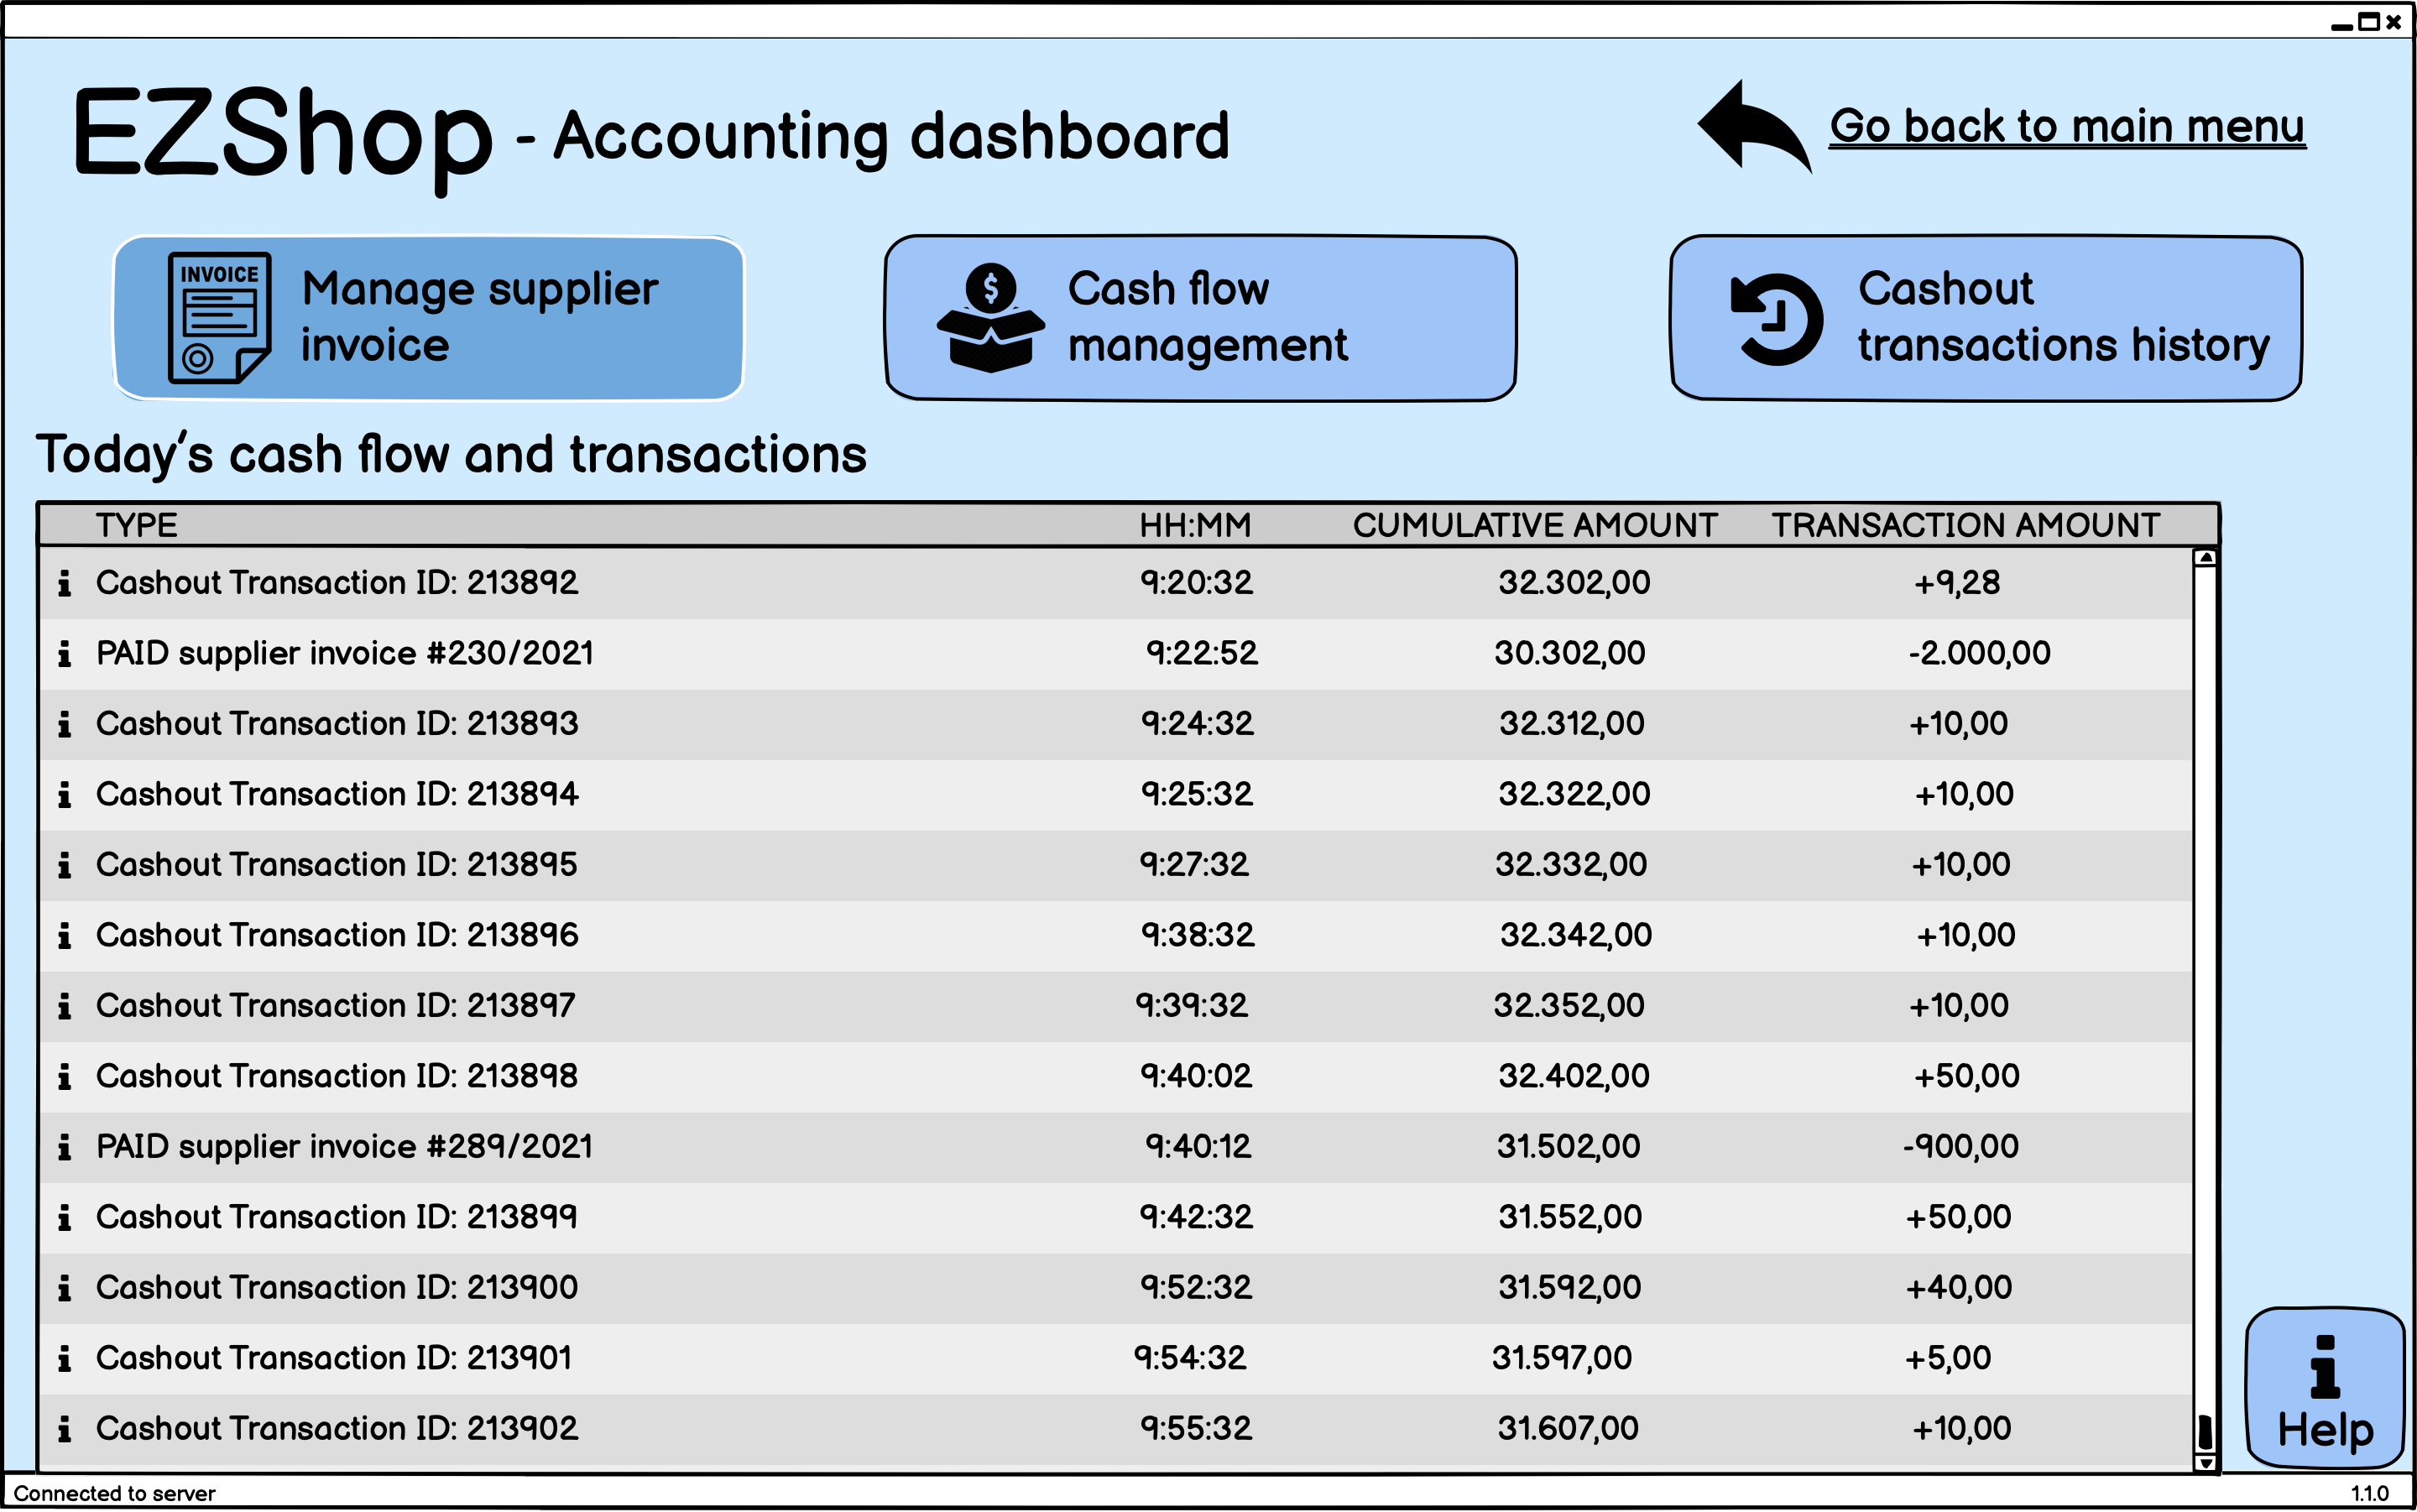 EZShop - Accounting dashboard
Go back to main menu
INVOICE
Manage supplier
invoice
$
Cash flow
management
Cashout
transactions history
Today's cash flow and transactions
TYPE HH:MM CUMULATIVE AMOUNT TRANSACTION AMOUNT
Cashout Transaction ID: 213892 9:20:32 32.302,00 +9,28
PAID supplier invoice #230/2021 9:22:52 30.302,00 -2.000,00
Cashout Transaction ID: 213893 9:24:32 32.312,00 +10,00
Cashout Transaction ID: 213894 9:25:32 32.322,00 +10,00
Cashout Transaction ID: 213895 9:27:32 32.332,00 +10,00
Cashout Transaction ID: 213896 9:38:32 32.342,00 +10,00
Cashout Transaction ID: 213897 9:39:32 32.352,00 +10,00
Cashout Transaction ID: 213898 9:40:02 32.402,00 +50,00
PAID supplier invoice #289/2021 9:40:12 31.502,00 -900,00
Cashout Transaction ID: 213899 9:42:32 31.552,00 +50,00
Cashout Transaction ID: 213900 9:52:32 31.592,00 +40,00
Cashout Transaction ID: 213901 9:54:32 31.597,00 +5,00
Cashout Transaction ID: 213902 9:55:32 31.607,00 +10,00
Help
Connected to server
1.1.0